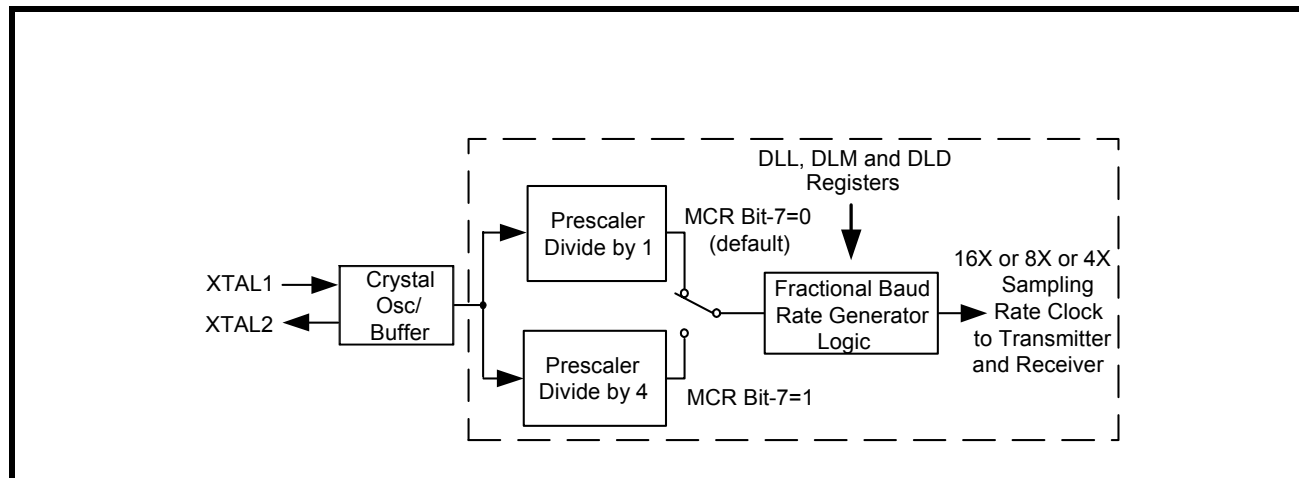 DLL, DLM and DLD
Registers
Prescaler
Divide by 1
MCR Bit-7=0
(default)
16X or 8X or 4X
Sampling
Rate Clock
to Transmitter
and Receiver
XTAL1
XTAL2
Crystal
Osc/
Buffer
Fractional Baud
Rate Generator
Logic
Prescaler
Divide by 4
MCR Bit-7=1